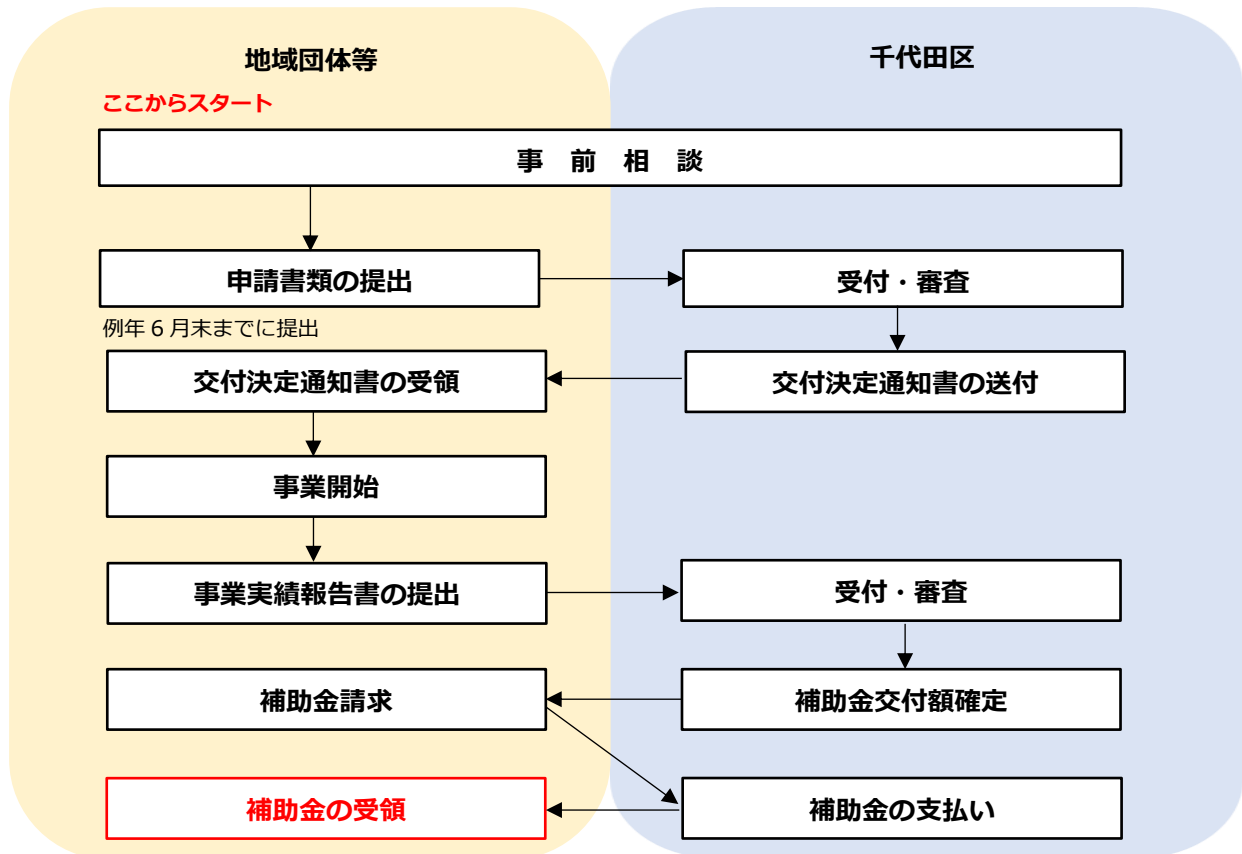 地域団体等
千代田区
ここからスタート
事 前 相 談
申請書類の提出
受付・審査
例年 6 月末までに提出
交付決定通知書の受領
交付決定通知書の送付
事業開始
事業実績報告書の提出
受付・審査
補助金請求
補助金交付額確定
補助金の受領
補助金の支払い